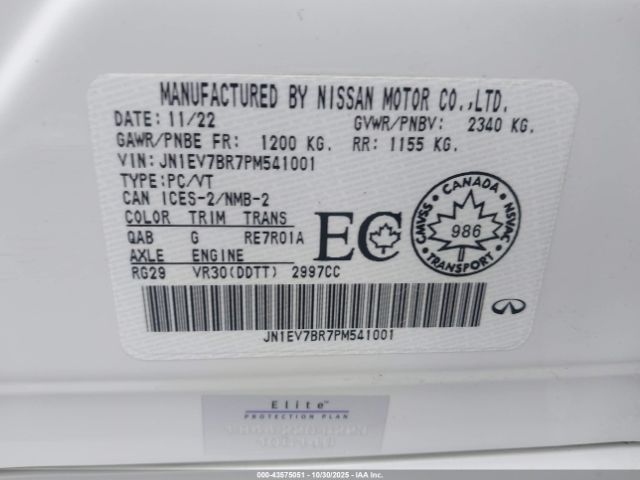 MANUFACTURED BY NISSAN MOTOR CO.,LTD.
DATE: 11/22 GVWR/PNBV: 2340 KG.
GAWR/PNBE FR: 1200 KG. RR: 1155 KG.
VIN: JN1EV7BR7PM541001
TYPE:PC/VT
CAN ICES-2/NMB-2
COLOR TRIM TRANS
QAB G RE7R01A
AXLE ENGINE
RG29 VR30(DDTT) 2997CC
EC
CANADA
CMVSS 986 NSVAC
TRANSPORT
JN1EV7BR7PM541001
Elite™
PROTECTION PLAN
000-43575051 - 10/30/2025 - Copyright IAA, Inc.